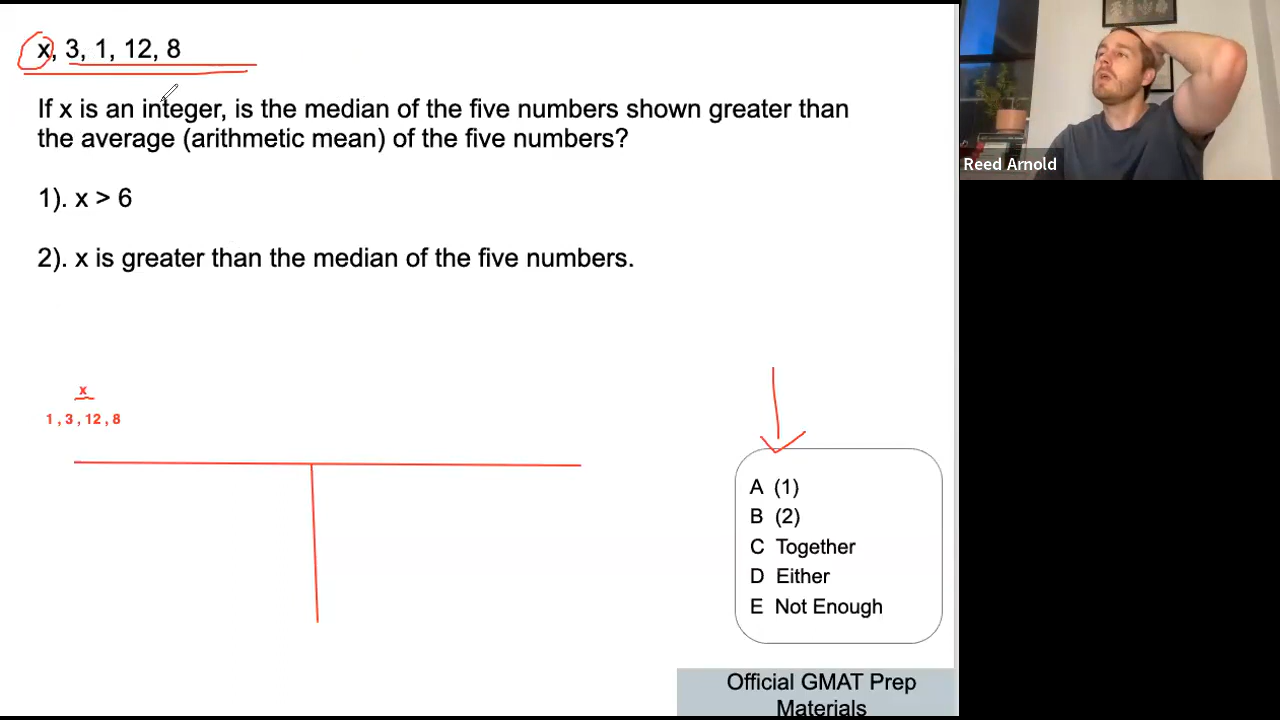 x, 3, 1, 12, 8
If x is an integer, is the median of the five numbers shown greater than
the average (arithmetic mean) of the five numbers?
1). x > 6
2). x is greater than the median of the five numbers.
x
1 , 3 , 12 , 8
A (1)
B (2)
C Together
D Either
E Not Enough
Official GMAT Prep
Materials
Reed Arnold